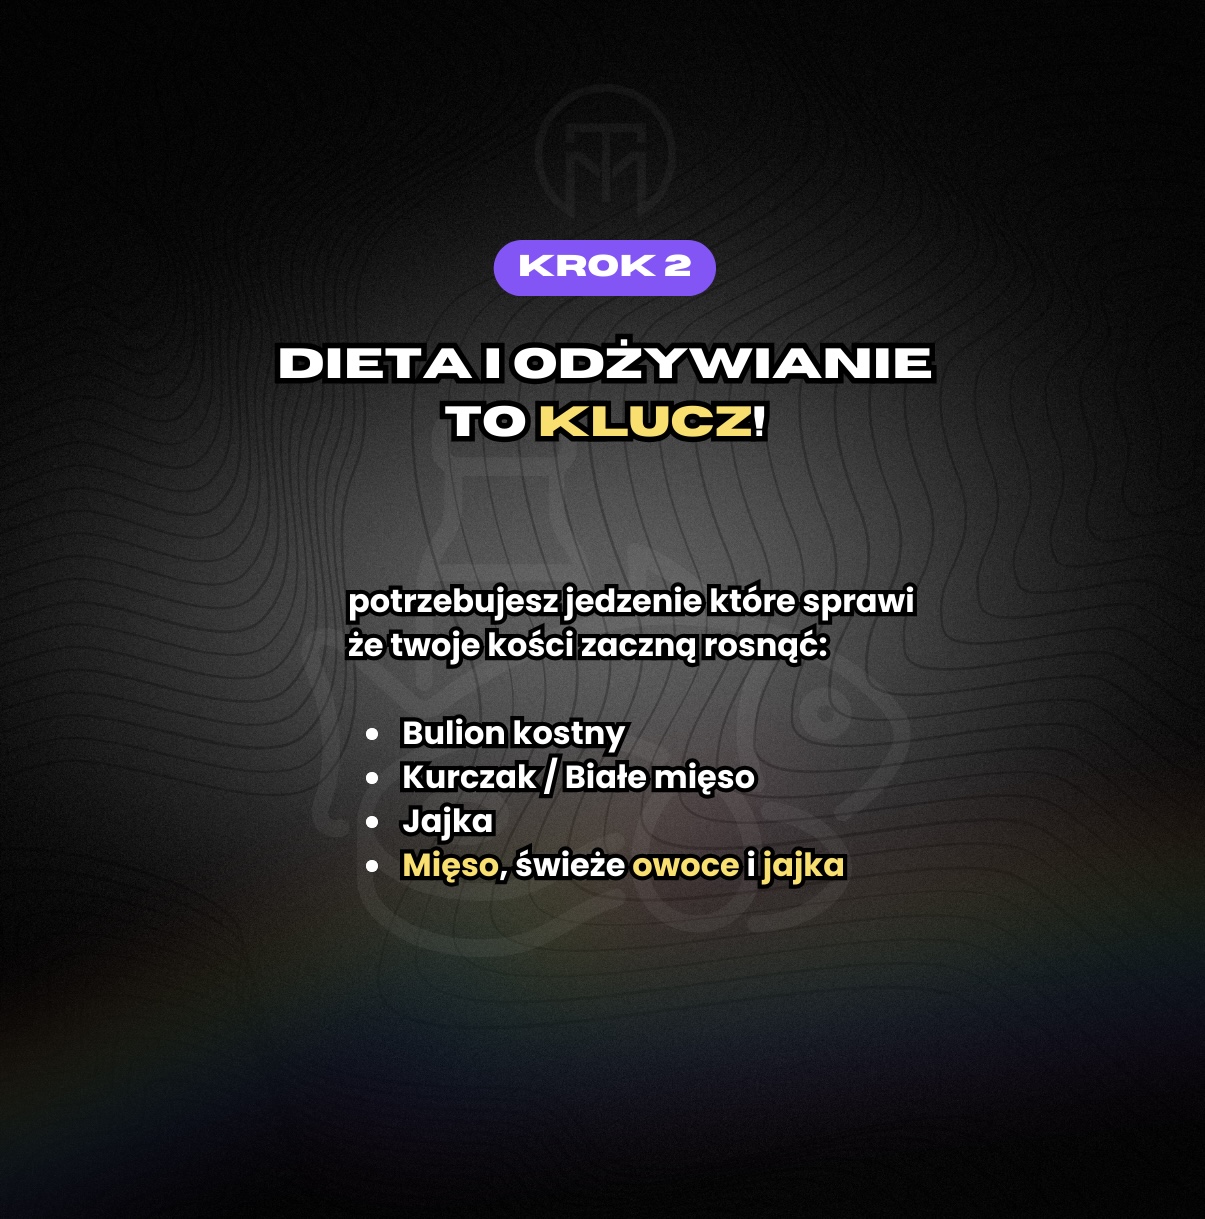 KROK 2
DIETA I ODŻYWIANIE
TO KLUCZ!
potrzebujesz jedzenie które sprawi
że twoje kości zaczną rosnąć:
• Bulion kostny
• Kurczak / Białe mięso
• Jajka
• Mięso, świeże owoce i jajka